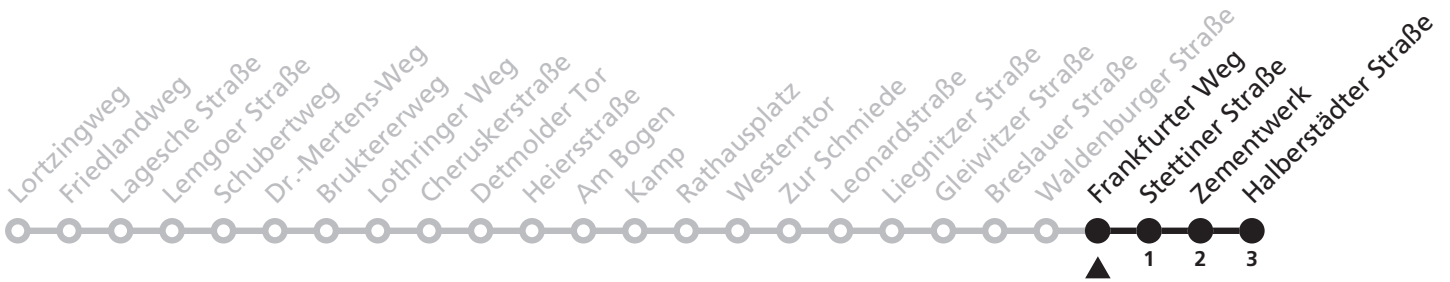 Lortzingweg
Friedlandweg
Lagesche Straße
Lemgoer Straße
Schubertweg
Dr.-Mertens-Weg
Bruktererweg
Lothringer Weg
Cheruskerstraße
Detmolder Tor
Heiersstraße
Am Bogen
Kamp
Rathausplatz
Westerntor
Zur Schmiede
Leonardstraße
Liegnitzer Straße
Gleiwitzer Straße
Breslauer Straße
Waldenburger Straße
Frankfurter Weg
Stettiner Straße
Zementwerk
Halberstädter Straße
1 2 3